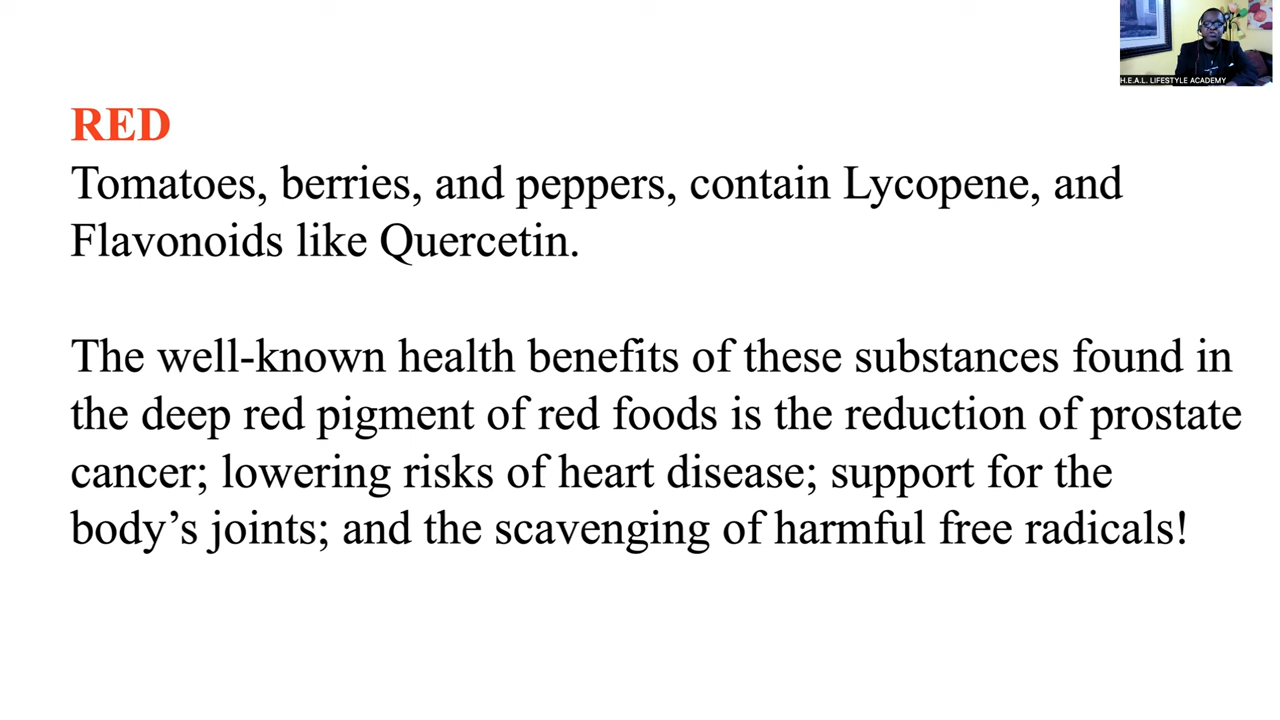 H.E.A.L. LIFESTYLE ACADEMY
RED
Tomatoes, berries, and peppers, contain Lycopene, and
Flavonoids like Quercetin.
The well-known health benefits of these substances found in
the deep red pigment of red foods is the reduction of prostate
cancer; lowering risks of heart disease; support for the
body’s joints; and the scavenging of harmful free radicals!